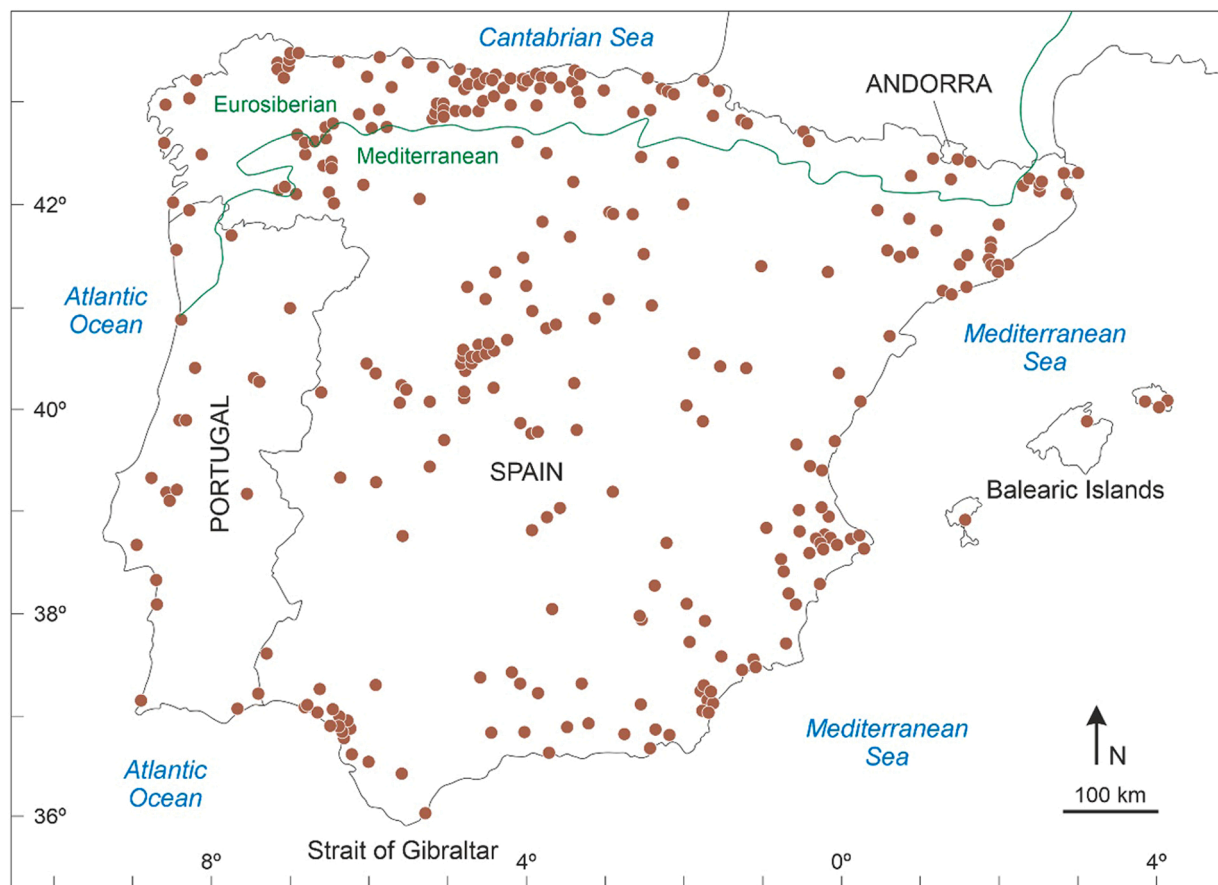 Cantabrian Sea
ANDORRA
Eurosiberian
Mediterranean
42º
Atlantic
Ocean
Mediterranean
Sea
40º
PORTUGAL
SPAIN
Balearic Islands
38º
Mediterranean
Sea
N
Atlantic
Ocean
100 km
36º
Strait of Gibraltar
8º
4º
0º
4º